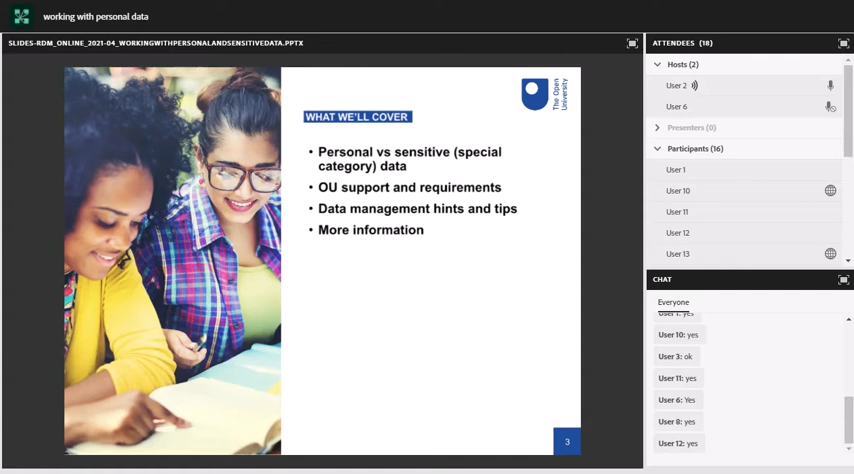 working with personal data
SLIDES-RDM_ONLINE_2021-04_WORKINGWITHPERSONALANDSENSITIVEDATA.PPTX
The Open
University
WHAT WE'LL COVER
• Personal vs sensitive (special
category) data
• OU support and requirements
• Data management hints and tips
• More information
3
ATTENDEES (18)
Hosts (2)
User 2
User 6
Presenters (0)
Participants (16)
User 1
User 10
User 11
User 12
User 13
CHAT
Everyone
User 1: yes
User 10: yes
User 3: ok
User 11: yes
User 6: Yes
User 8: yes
User 12: yes